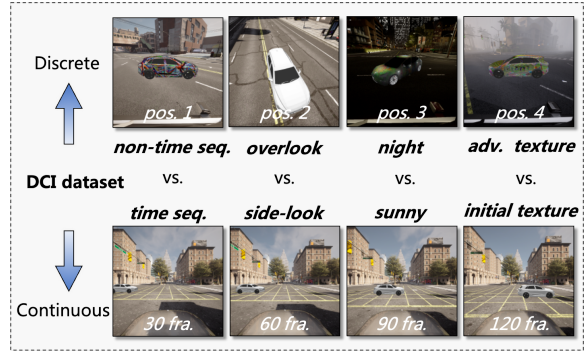 Discrete
pos. 1 pos. 2 pos. 3 pos. 4
non-time seq. overlook night adv. texture
DCI dataset vs. vs. vs. vs.
time seq. side-look sunny initial texture
Continuous
30 fra. 60 fra. 90 fra. 120 fra.